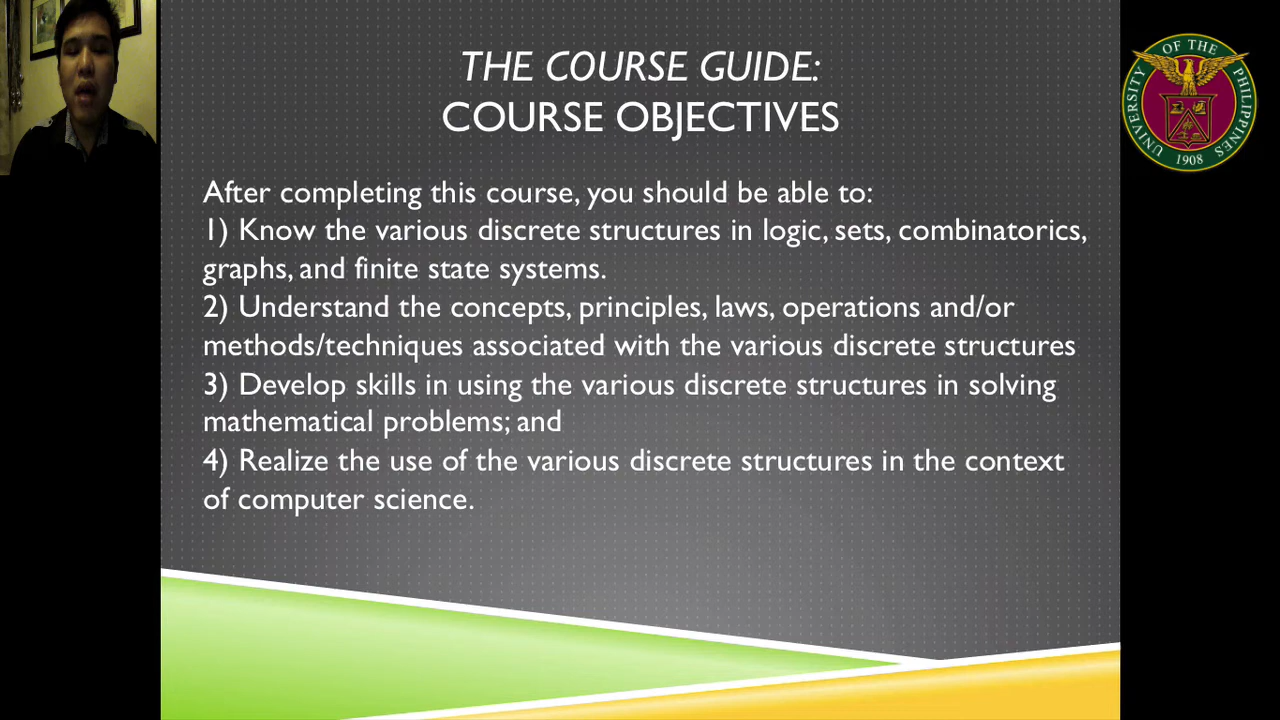 THE COURSE GUIDE:
COURSE OBJECTIVES
After completing this course, you should be able to:
1) Know the various discrete structures in logic, sets, combinatorics,
graphs, and finite state systems.
2) Understand the concepts, principles, laws, operations and/or
methods/techniques associated with the various discrete structures
3) Develop skills in using the various discrete structures in solving
mathematical problems; and
4) Realize the use of the various discrete structures in the context
of computer science.
UNIVERSITY OF THE PHILIPPINES
1908